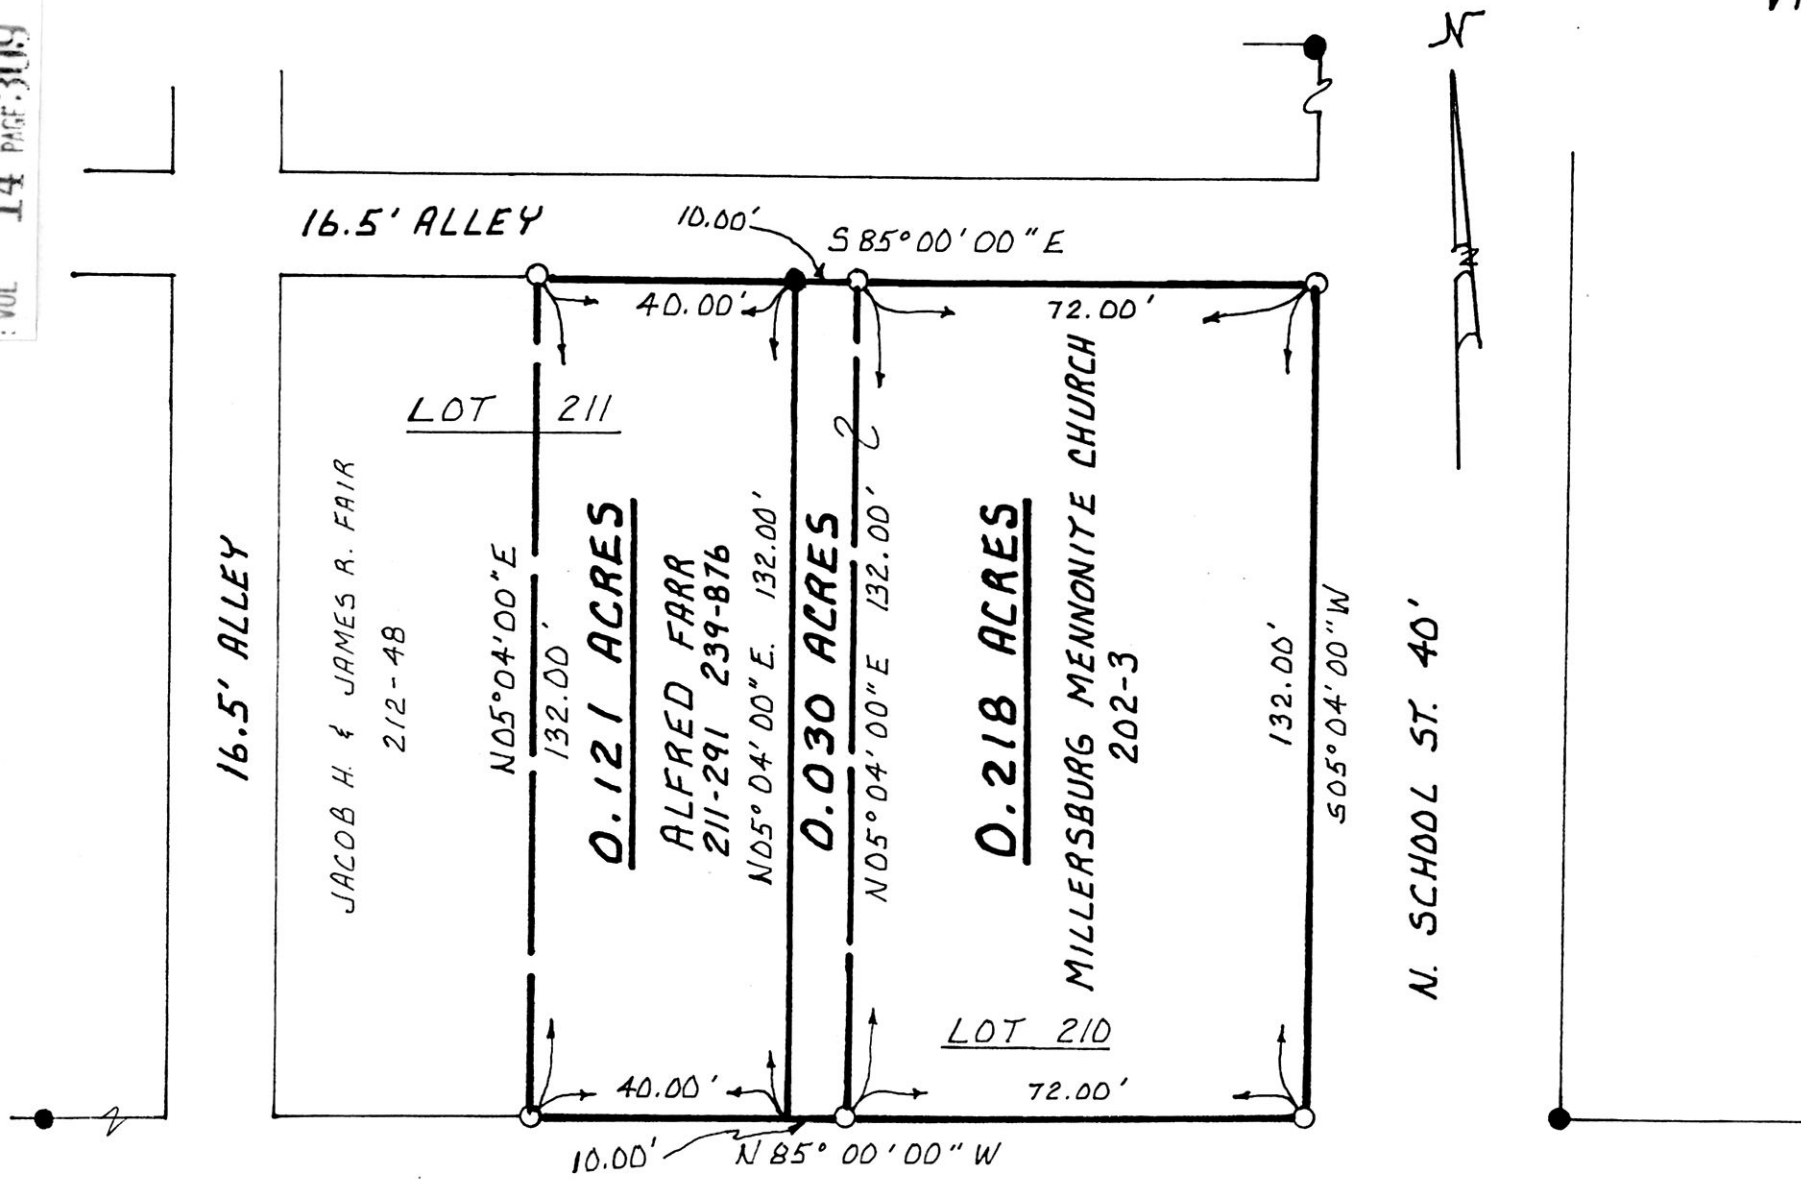 VOL 14 PAGE 309
N
16.5' ALLEY
10.00'
S 85° 00' 00" E
40.00'
72.00'
LOT 211
16.5' ALLEY
JACOB H. & JAMES R. FAIR
212-48
N05° 04' 00" E
132.00'
0.121 ACRES
ALFRED FARR
211-291 239-876
N05° 04' 00" E. 132.00'
0.030 ACRES
N05° 04' 00" E 132.00'
0.218 ACRES
MILLERSBURG MENNONITE CHURCH
202-3
132.00'
S05° 04' 00" W
N. SCHOOL ST. 40'
LOT 210
40.00'
72.00'
10.00'
N 85° 00' 00" W